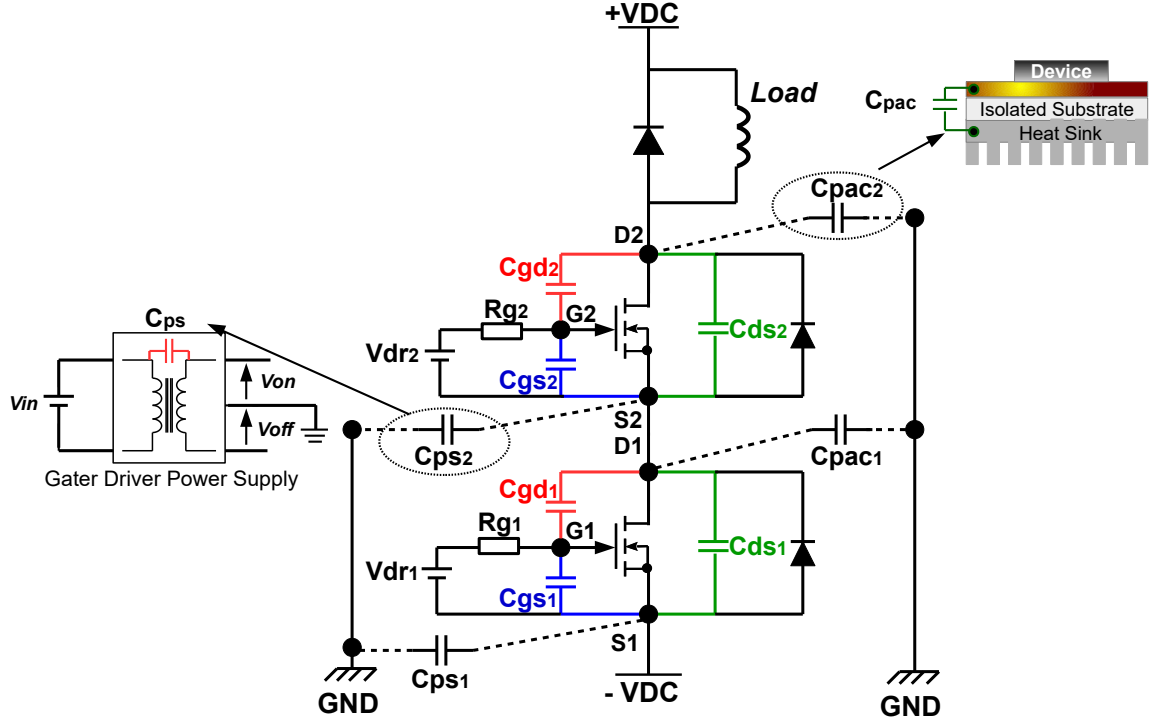 +VDC
Load
Device
Isolated Substrate
Heat Sink
Cpac
Cpac2
D2
Cgd2
Rg2
G2
Vdr2
Cgs2
Cds2
S2
Cps
Vin
Von
Voff
Gater Driver Power Supply
Cps2
D1
Cpac1
Cgd1
Rg1
G1
Vdr1
Cgs1
Cds1
S1
Cps1
GND
- VDC
GND